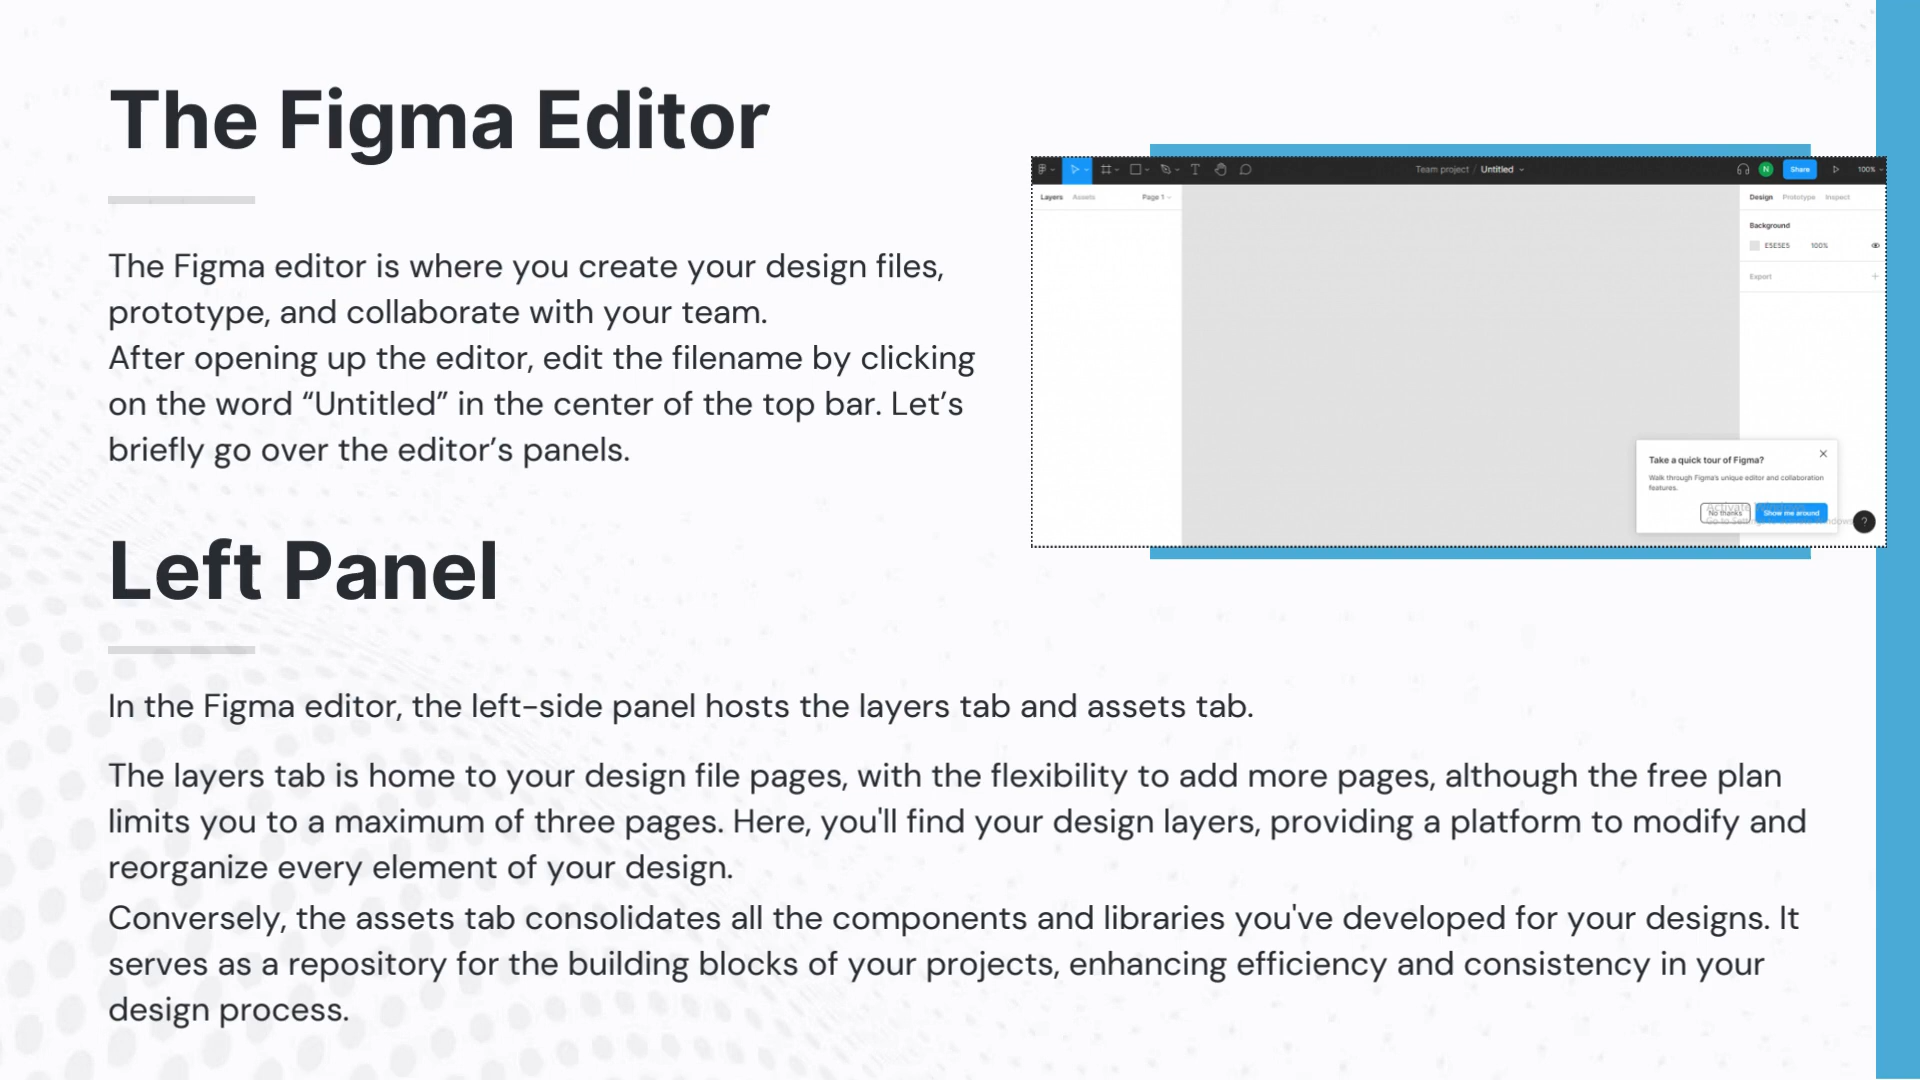 The Figma Editor
The Figma editor is where you create your design files,
prototype, and collaborate with your team.
After opening up the editor, edit the filename by clicking
on the word “Untitled” in the center of the top bar. Let’s
briefly go over the editor’s panels.
Team project / Untitled
N
Share
100%
Layers Assets Page 1
Design Prototype Inspect
Background
E5E5E5 100%
Export
Take a quick tour of Figma?
Walk through Figma's unique editor and collaboration
features.
Activate
No thanks Show me around
?
Left Panel
In the Figma editor, the left-side panel hosts the layers tab and assets tab.
The layers tab is home to your design file pages, with the flexibility to add more pages, although the free plan
limits you to a maximum of three pages. Here, you'll find your design layers, providing a platform to modify and
reorganize every element of your design.
Conversely, the assets tab consolidates all the components and libraries you've developed for your designs. It
serves as a repository for the building blocks of your projects, enhancing efficiency and consistency in your
design process.